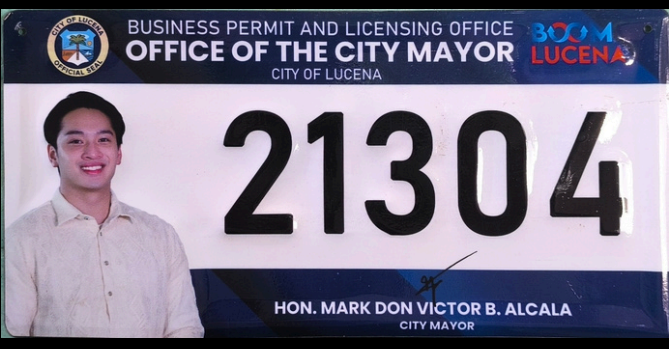 CITY OF LUCENA
OFFICIAL SEAL
BUSINESS PERMIT AND LICENSING OFFICE
OFFICE OF THE CITY MAYOR
CITY OF LUCENA
BOOM
LUCENA
21304
HON. MARK DON VICTOR B. ALCALA
CITY MAYOR